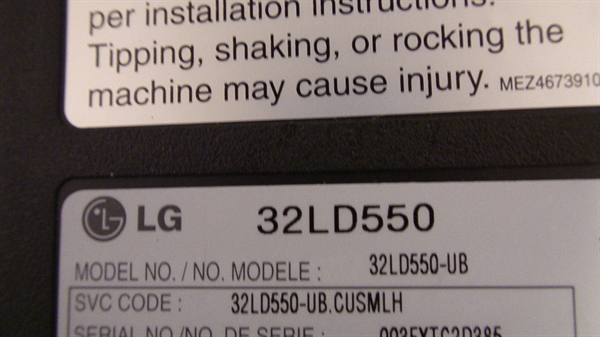 per installation instructions.
Tipping, shaking, or rocking the
machine may cause injury. MEZ4673910
LG 32LD550
MODEL NO. / NO. MODELE : 32LD550-UB
SVC CODE : 32LD550-UB.CUSMLH
SERIAL NO./NO. DE SERIE :